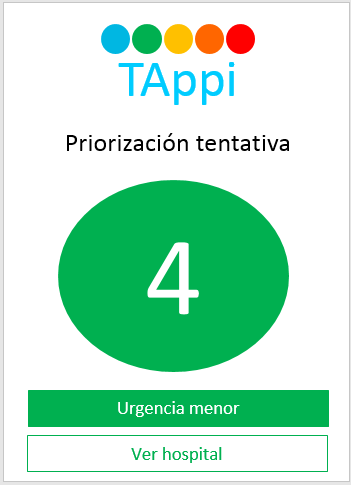 TAppi
Priorización tentativa
4
Urgencia menor
Ver hospital